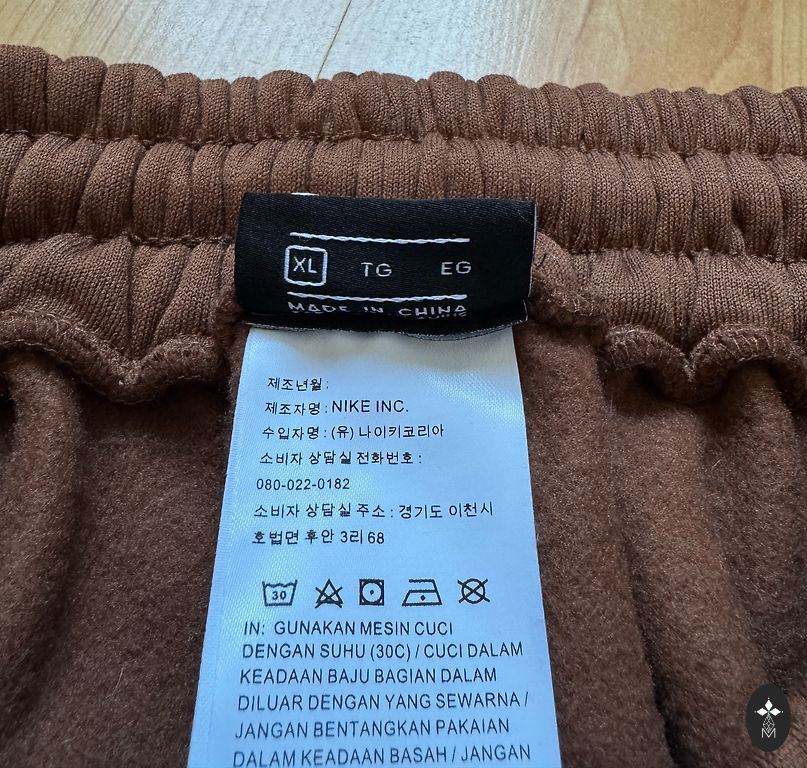 XL TG EG
MADE IN CHINA
제조년월 :
제조자명 : NIKE INC.
수입자명 : (유) 나이키코리아
소비자 상담실 전화번호 :
080-022-0182
소비자 상담실 주소 : 경기도 이천시
호법면 후안 3리 68
30
IN: GUNAKAN MESIN CUCI
DENGAN SUHU (30C) / CUCI DALAM
KEADAAN BAJU BAGIAN DALAM
DILUAR DENGAN YANG SEWARNA /
JANGAN BENTANGKAN PAKAIAN
DALAM KEADAAN BASAH / JANGAN
M